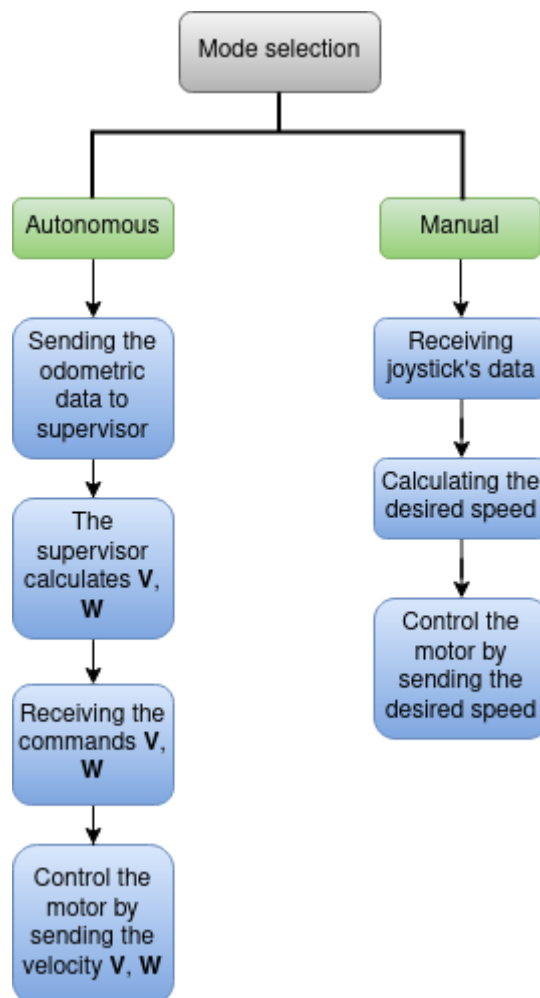 Mode selection
Autonomous
Manual
Sending the
odometric
data to
supervisor
The
supervisor
calculates V,
W
Receiving the
commands V,
W
Control the
motor by
sending the
velocity V, W
Receiving
joystick's data
Calculating the
desired speed
Control the
motor by
sending the
desired speed